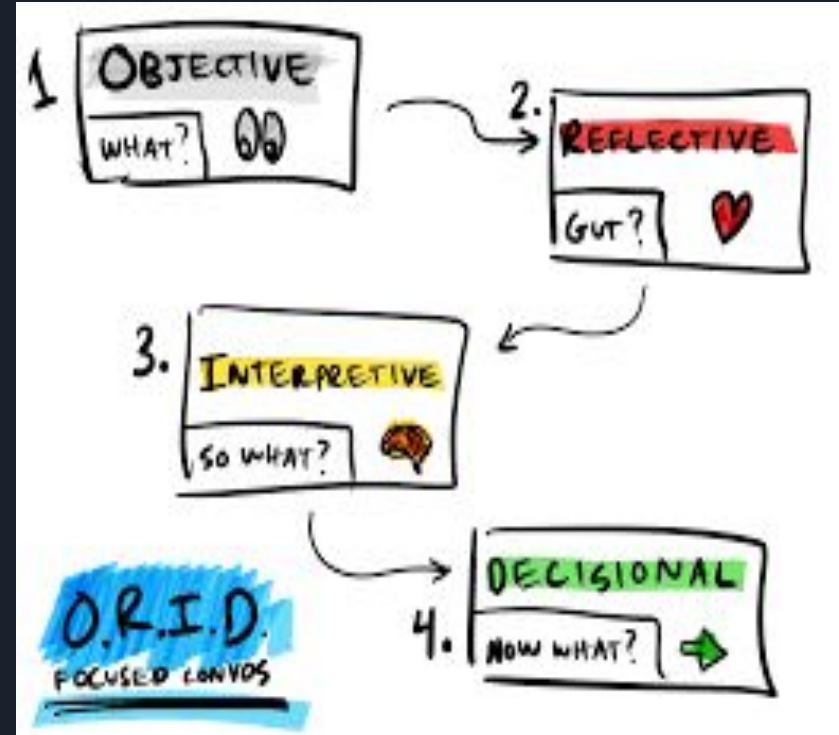 1
OBJECTIVE
WHAT?
2.
REFLECTIVE
GUT?
3.
INTERPRETIVE
SO WHAT?
4.
DECISIONAL
NOW WHAT?
O.R.I.D.
FOCUSED CONVOS